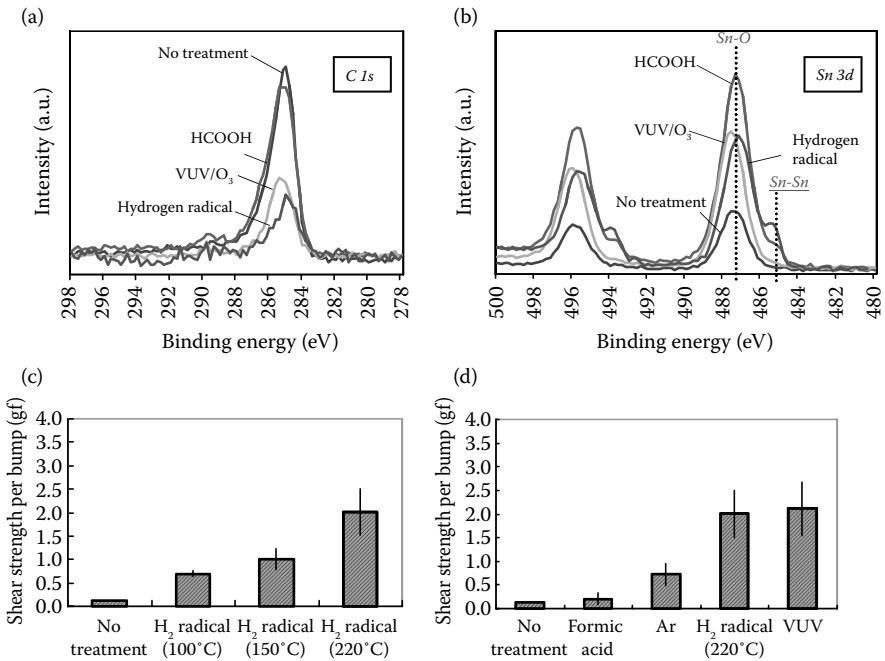 (a)
C 1s
No treatment
HCOOH
VUV/O3
Hydrogen radical
Intensity (a.u.)
298 296 294 292 290 288 286 284 282 280 278
Binding energy (eV)
(b)
Sn-O
Sn 3d
HCOOH
VUV/O3
Hydrogen
radical
No treatment
Sn-Sn
Intensity (a.u.)
500 498 496 494 492 490 488 486 484 482 480
Binding energy (eV)
(c)
Shear strength per bump (gf)
4.0
3.5
3.0
2.5
2.0
1.5
1.0
0.5
0.0
No
treatment
H2 radical
(100˚C)
H2 radical
(150˚C)
H2 radical
(220˚C)
(d)
Shear strength per bump (gf)
4.0
3.5
3.0
2.5
2.0
1.5
1.0
0.5
0.0
No
treatment
Formic
acid
Ar
H2 radical
(220˚C)
VUV